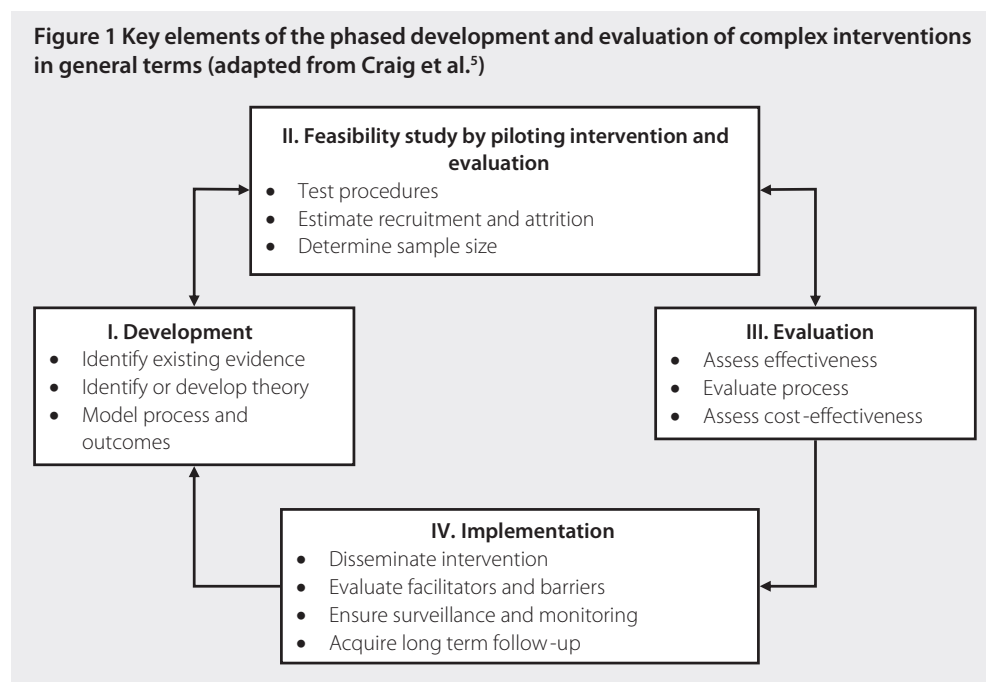 Figure 1 Key elements of the phased development and evaluation of complex interventions
in general terms (adapted from Craig et al.⁵)
II. Feasibility study by piloting intervention and
evaluation
• Test procedures
• Estimate recruitment and attrition
• Determine sample size
I. Development
• Identify existing evidence
• Identify or develop theory
• Model process and
outcomes
III. Evaluation
• Assess effectiveness
• Evaluate process
• Assess cost-effectiveness
IV. Implementation
• Disseminate intervention
• Evaluate facilitators and barriers
• Ensure surveillance and monitoring
• Acquire long term follow-up